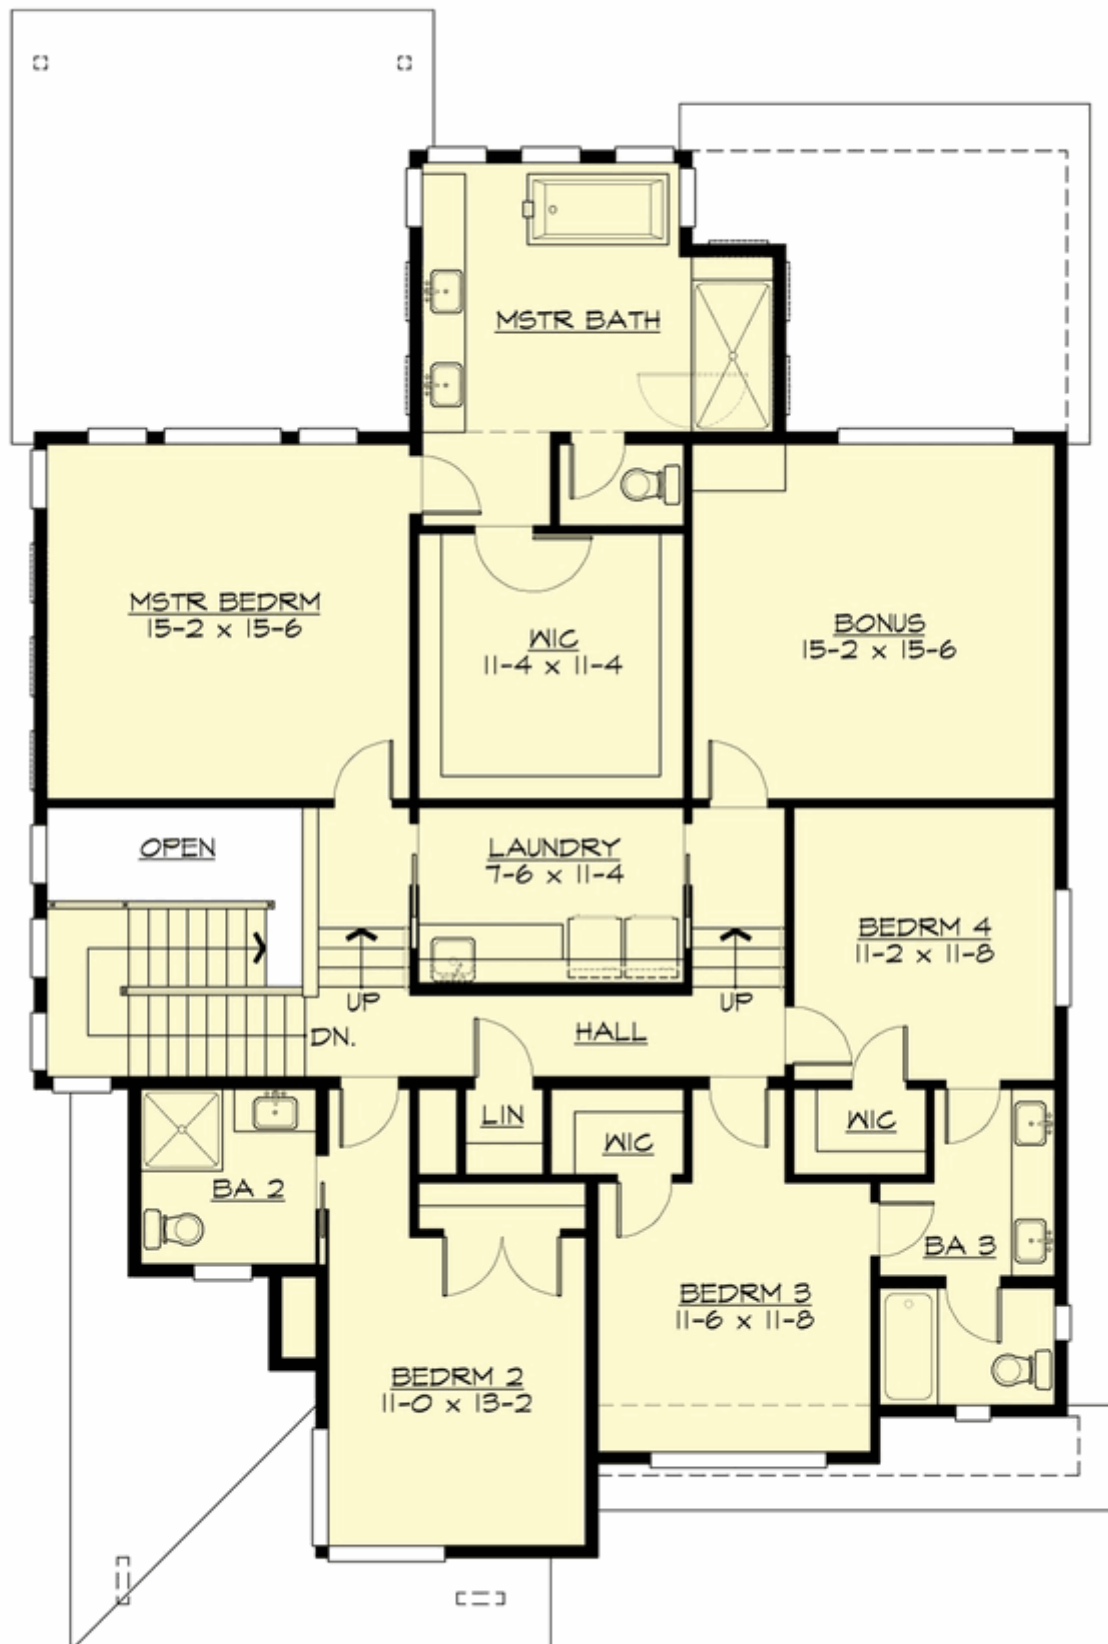 MSTR BATH
MSTR BEDRM
15-2 x 15-6
WIC
11-4 x 11-4
BONUS
15-2 x 15-6
OPEN
LAUNDRY
7-6 x 11-4
BEDRM 4
11-2 x 11-8
UP
UP
DN.
HALL
LIN
WIC
WIC
BA 2
BA 3
BEDRM 3
11-6 x 11-8
BEDRM 2
11-0 x 13-2